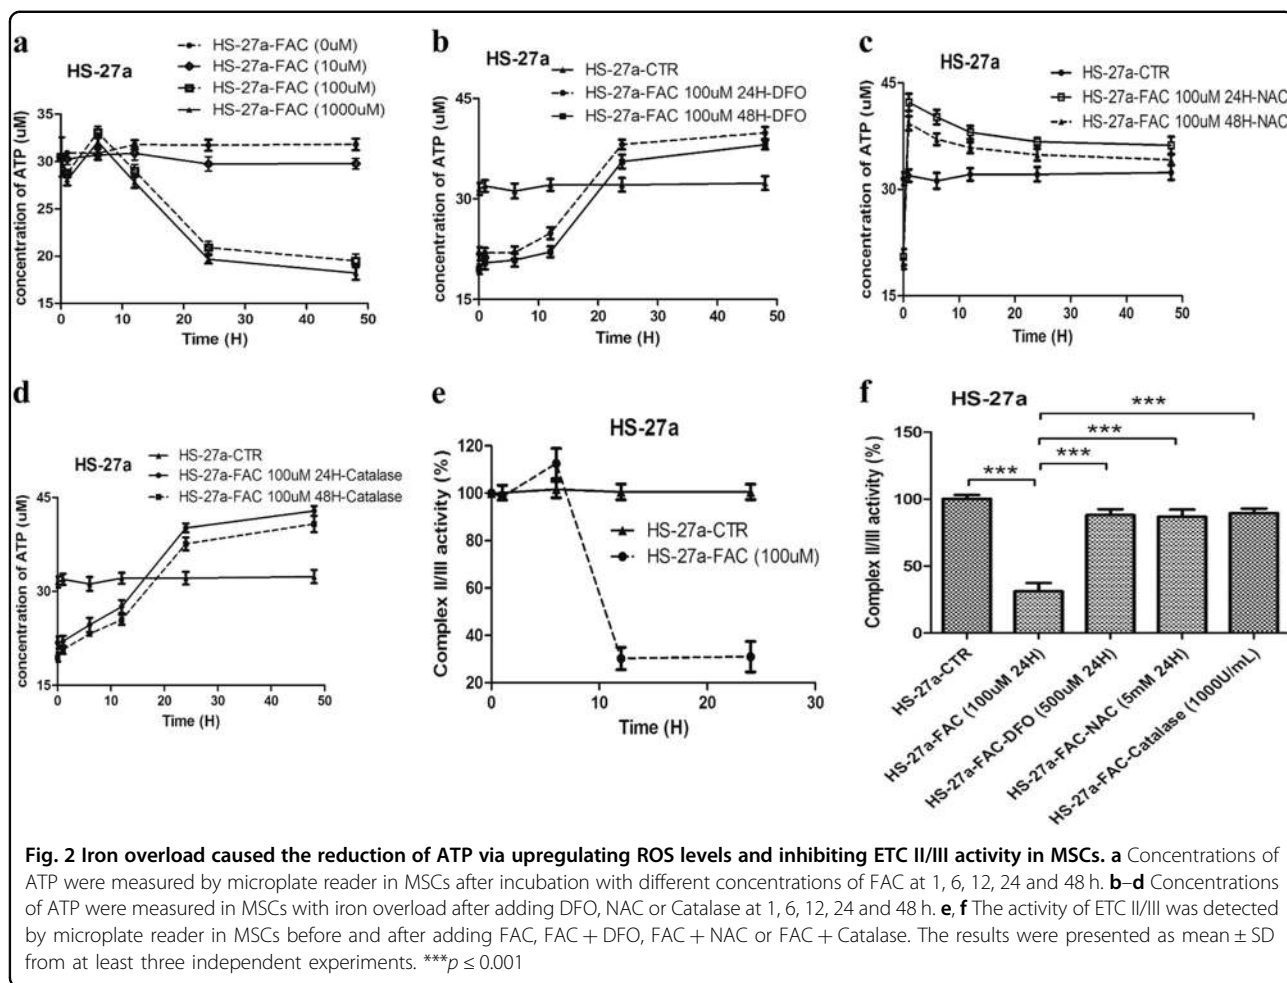 a
HS-27a
HS-27a-FAC (0uM)
HS-27a-FAC (10uM)
HS-27a-FAC (100uM)
HS-27a-FAC (1000uM)
concentration of ATP (uM)
35
30
25
20
15
0 10 20 30 40 50
Time (H)
b
HS-27a
HS-27a-CTR
HS-27a-FAC 100uM 24H-DFO
HS-27a-FAC 100uM 48H-DFO
concentration of ATP (uM)
45
30
15
0 10 20 30 40 50
Time (H)
c
HS-27a
HS-27a-CTR
HS-27a-FAC 100uM 24H-NAC
HS-27a-FAC 100uM 48H-NAC
concentration of ATP (uM)
45
30
15
0 10 20 30 40 50
Time (H)
d
HS-27a
HS-27a-CTR
HS-27a-FAC 100uM 24H-Catalase
HS-27a-FAC 100uM 48H-Catalase
concentration of ATP (uM)
45
30
15
0 10 20 30 40 50
Time (H)
e
HS-27a
HS-27a-CTR
HS-27a-FAC (100uM)
Complex II/III activity (%)
120
100
80
60
40
20
0 10 20 30
Time (H)
f
HS-27a
***
***
***
***
Complex II/III activity (%)
150
100
50
0
HS-27a-CTR
HS-27a-FAC (100uM 24H)
HS-27a-FAC-DFO (500uM 24H)
HS-27a-FAC-NAC (5mM 24H)
HS-27a-FAC-Catalase (1000U/mL)
Fig. 2 Iron overload caused the reduction of ATP via upregulating ROS levels and inhibiting ETC II/III activity in MSCs. a Concentrations of
ATP were measured by microplate reader in MSCs after incubation with different concentrations of FAC at 1, 6, 12, 24 and 48 h. b–d Concentrations
of ATP were measured in MSCs with iron overload after adding DFO, NAC or Catalase at 1, 6, 12, 24 and 48 h. e, f The activity of ETC II/III was detected
by microplate reader in MSCs before and after adding FAC, FAC + DFO, FAC + NAC or FAC + Catalase. The results were presented as mean ± SD
from at least three independent experiments. ***p ≤ 0.001